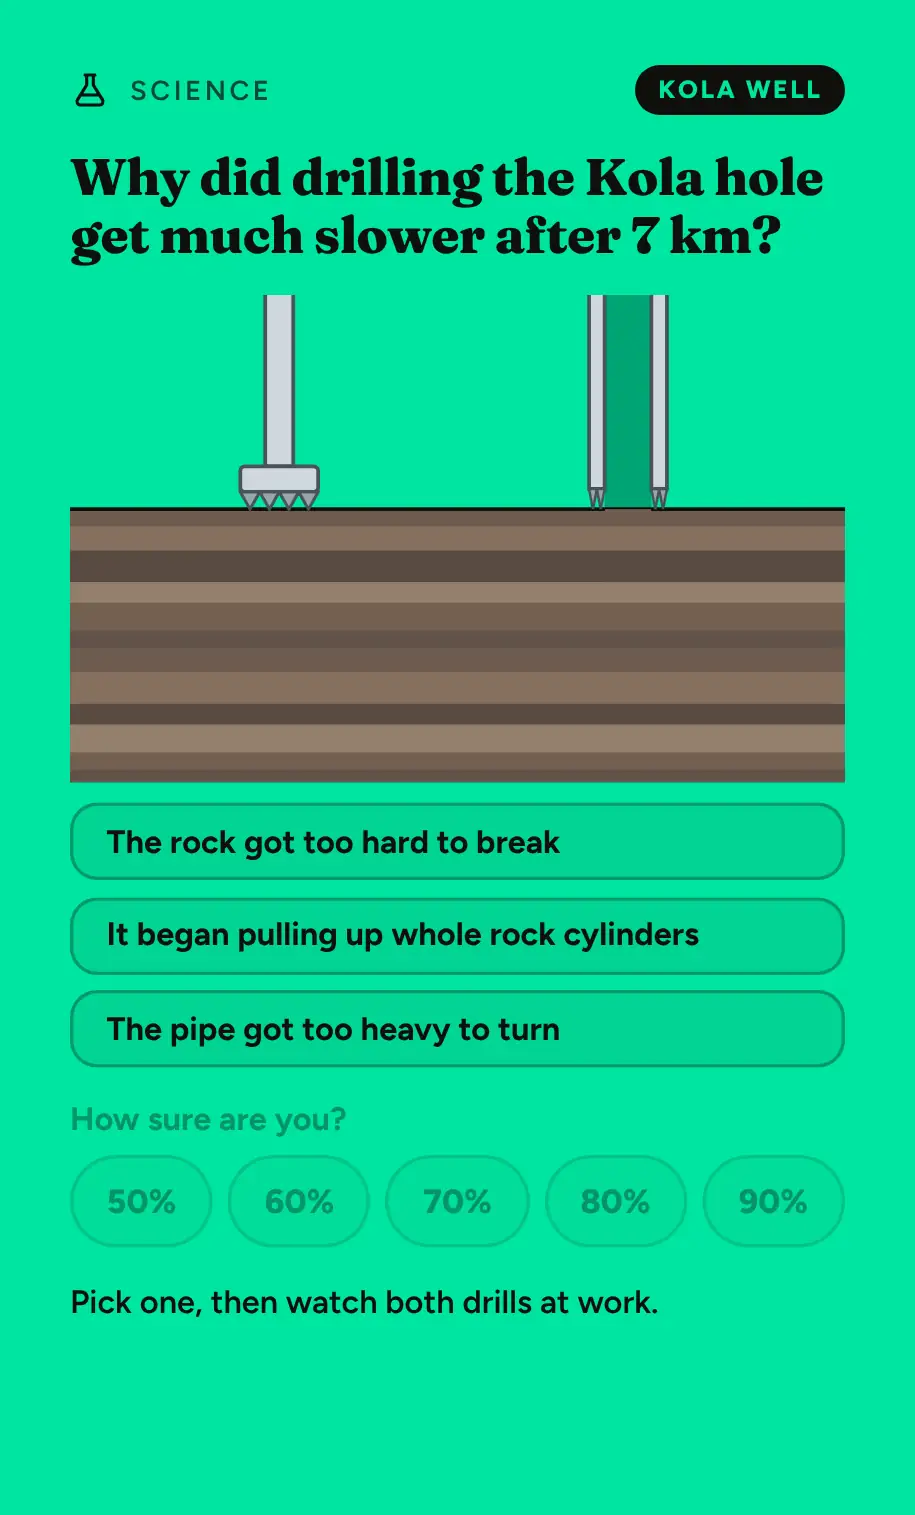 SCIENCE
KOLA WELL
Why did drilling the Kola hole
get much slower after 7 km?
The rock got too hard to break
It began pulling up whole rock cylinders
The pipe got too heavy to turn
How sure are you?
50%
60%
70%
80%
90%
Pick one, then watch both drills at work.